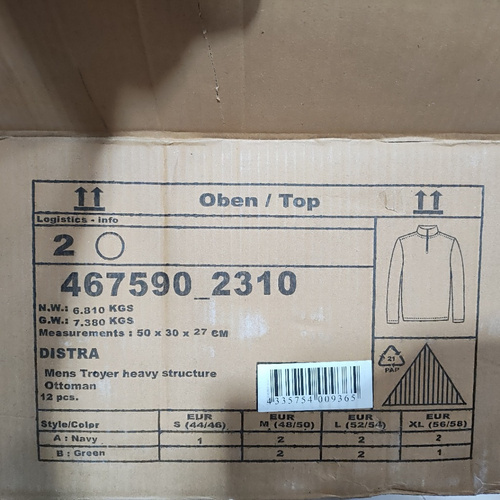 Oben / Top
Logistics - info
2
467590_2310
N.W.: 6.810 KGS
G.W.: 7.380 KGS
Measurements : 50 x 30 x 27 CM
DISTRA
Mens Troyer heavy structure
Ottoman
12 pcs.
21
PAP
4 335754 009365
Style/Color EUR S (44/46) EUR M (48/50) EUR L (52/54) EUR XL (56/58)
A : Navy 1 2 2 2
B : Green 2 2 1